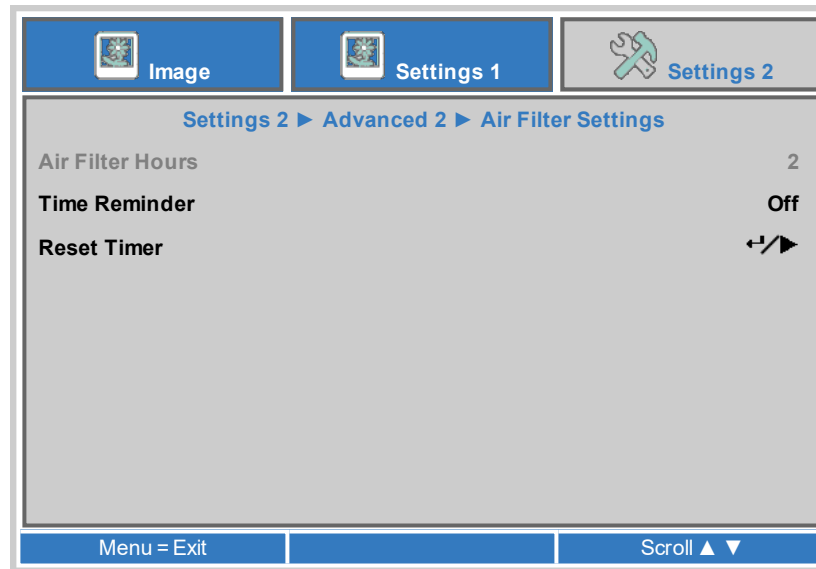 Image Settings 1 Settings 2
Settings 2 ► Advanced 2 ► Air Filter Settings
Air Filter Hours 2
Time Reminder Off
Reset Timer ↵/►
Menu = Exit Scroll ▲ ▼